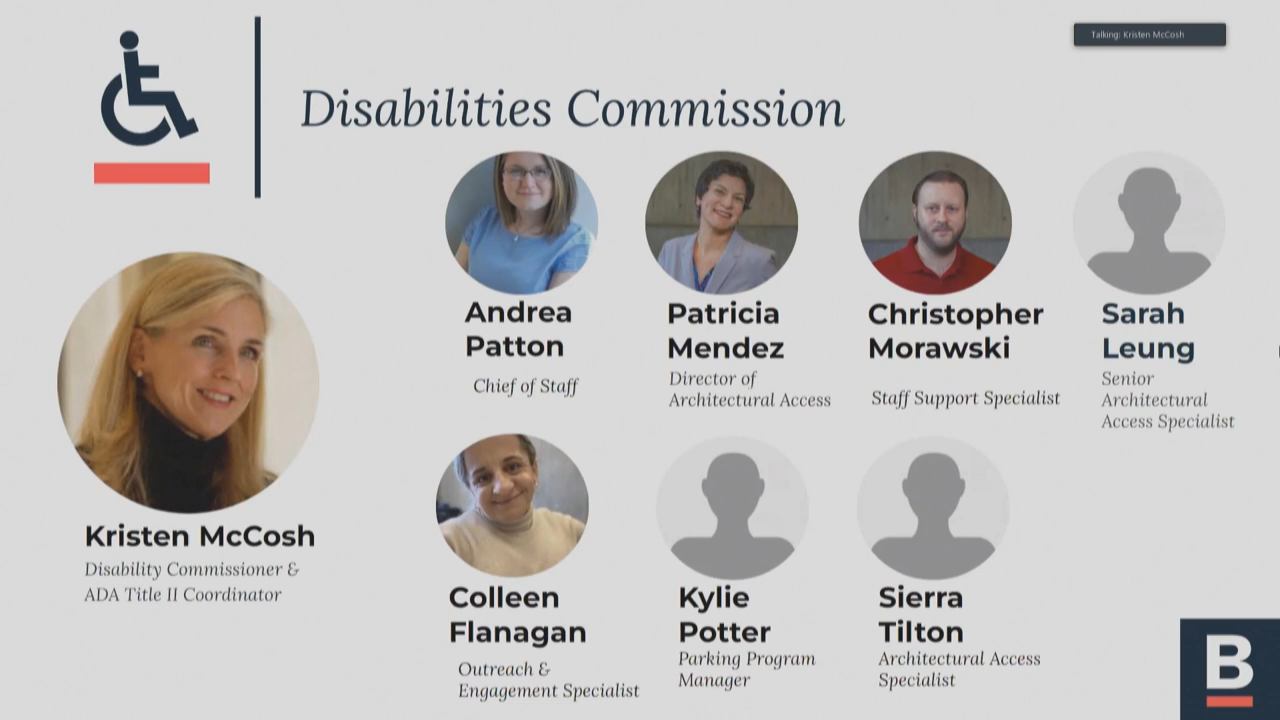 Talking: Kristen McCosh
Disabilities Commission
Andrea
Patton
Chief of Staff
Patricia
Mendez
Director of
Architectural Access
Christopher
Morawski
Staff Support Specialist
Sarah
Leung
Senior
Architectural
Access Specialist
Kristen McCosh
Disability Commissioner &
ADA Title II Coordinator
Colleen
Flanagan
Outreach &
Engagement Specialist
Kylie
Potter
Parking Program
Manager
Sierra
Tilton
Architectural Access
Specialist
B